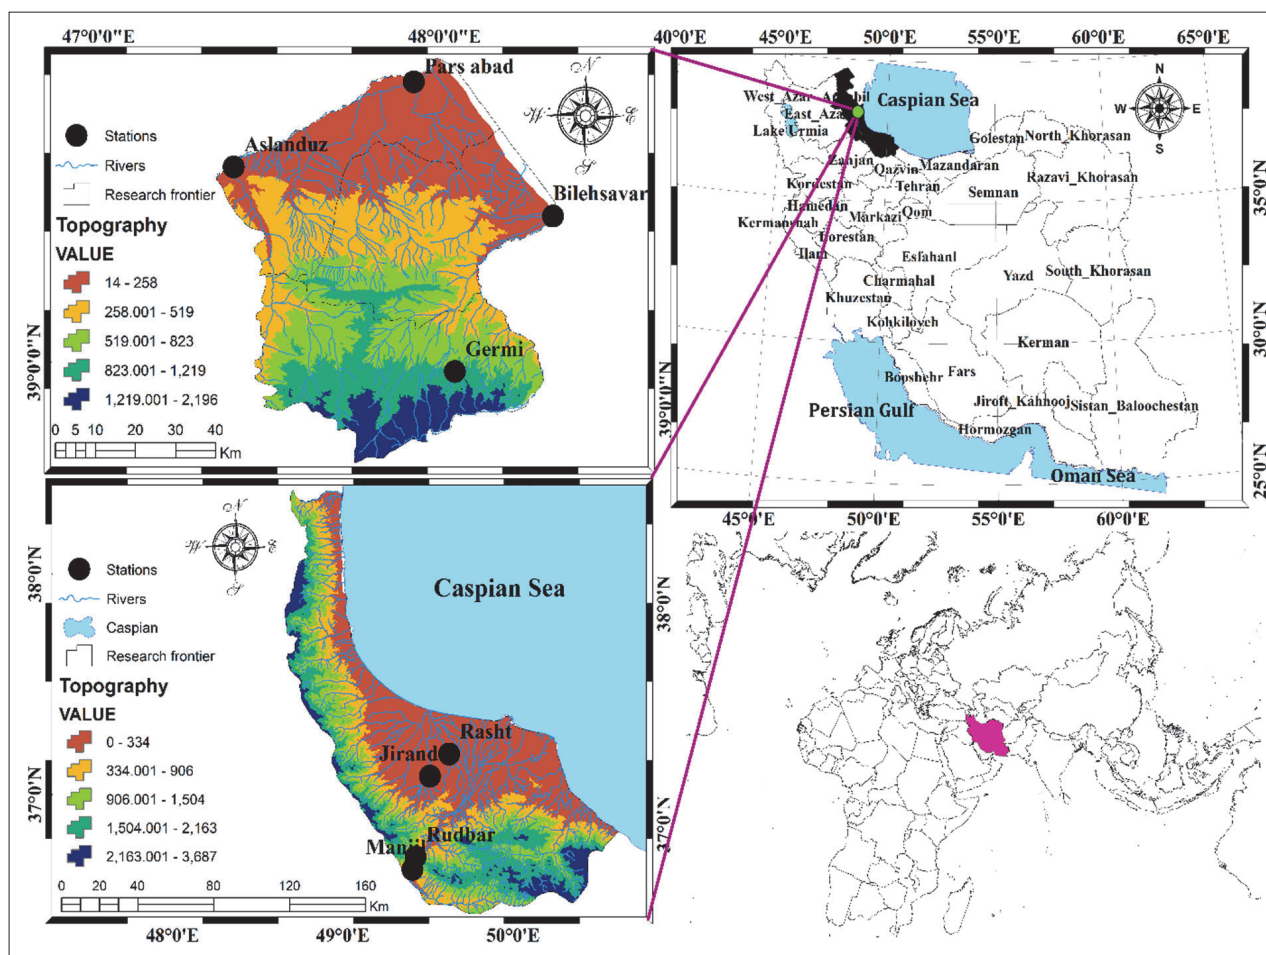 47°0'0"E
48°0'0"E
Pars abad
Aslanduz
Bilehsavar
Germi
Stations
Rivers
Research frontier
Topography
VALUE
14 - 258
258.001 - 519
519.001 - 823
823.001 - 1,219
1,219.001 - 2,196
0 5 10 20 30 40
Km
39°0'0"N
39°0'0"N
N
E
S
W
40°0'E
45°0'E
50°0'E
55°0'E
60°0'E
65°0'E
West_Azar
Ardabil
Caspian Sea
East_Azar
Lake Urmia
Golestan
North_Khorasan
Zanjan
Qazvin
Mazandaran
Razavi_Khorasan
Kordestan
Tehran
Semnan
Hamedan
Markazi
Qom
Kermanshah
Lorestan
Ilam
Esfahanl
Yazd
South_Khorasan
Charmahal
Khuzestan
Kohkiloyeh
Kerman
Bopshehr
Fars
Persian Gulf
Jiroft_Kahnooj
Sistan_Baloochestan
Hormozgan
Oman Sea
N
W
E
S
35°0'N
30°0'N
25°0'N
45°0'E
50°0'E
55°0'E
60°0'E
N
E
S
W
Stations
Rivers
Caspian
Research frontier
Topography
VALUE
0 - 334
334.001 - 906
906.001 - 1,504
1,504.001 - 2,163
2,163.001 - 3,687
0 20 40 80 120 160
Km
Caspian Sea
Rasht
Jirand
Rudbar
Manjil
38°0'N
37°0'N
38°0'N
37°0'N
48°0'E
49°0'E
50°0'E